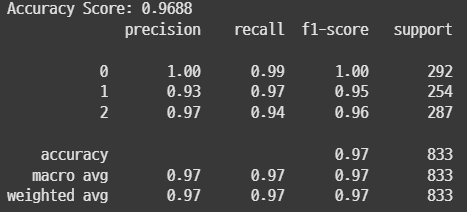 Accuracy Score: 0.9688
precision recall f1-score support
0 1.00 0.99 1.00 292
1 0.93 0.97 0.95 254
2 0.97 0.94 0.96 287
accuracy 0.97 833
macro avg 0.97 0.97 0.97 833
weighted avg 0.97 0.97 0.97 833